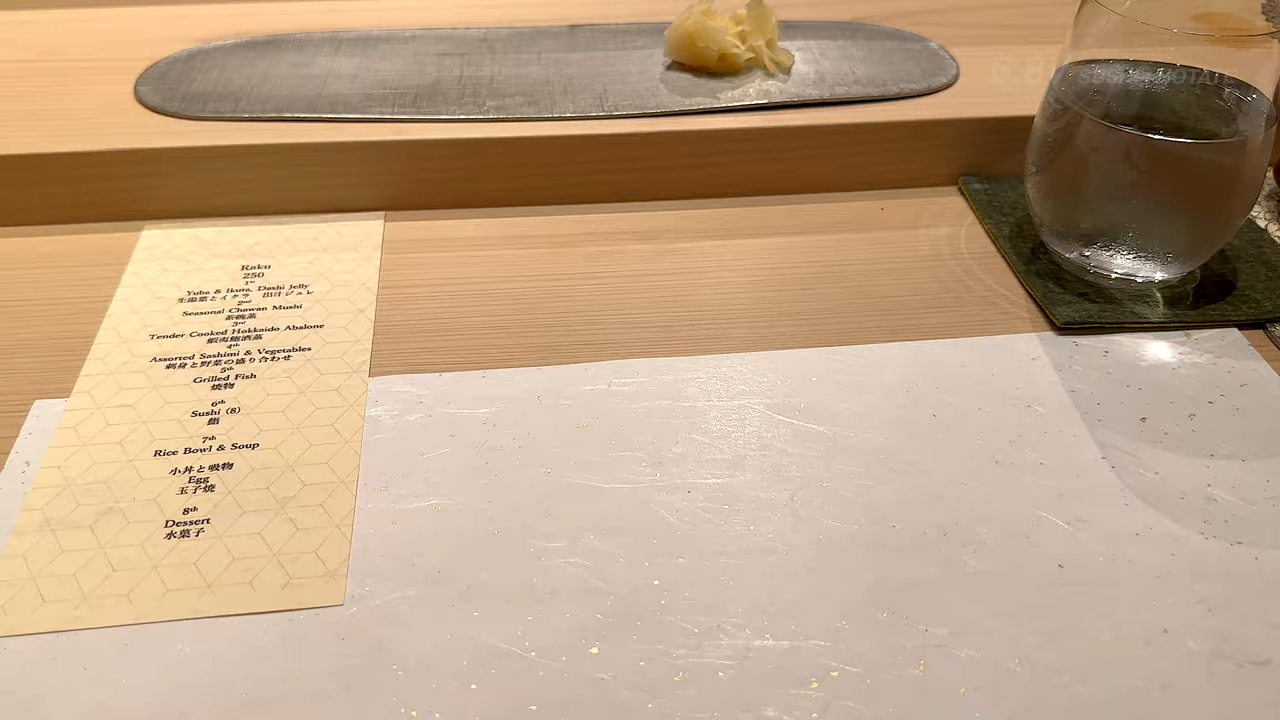 Raku
250
1st
Yuba & Ikura, Dashi Jelly
生湯葉とイクラ 出汁ジュレ
2nd
Seasonal Chawan Mushi
茶碗蒸
3rd
Tender Cooked Hokkaido Abalone
蝦夷鮑酒蒸
4th
Assorted Sashimi & Vegetables
刺身と野菜の盛り合わせ
5th
Grilled Fish
焼物
6th
Sushi (8)
鮨
7th
Rice Bowl & Soup
小丼と吸物
Egg
玉子焼
8th
Dessert
水菓子